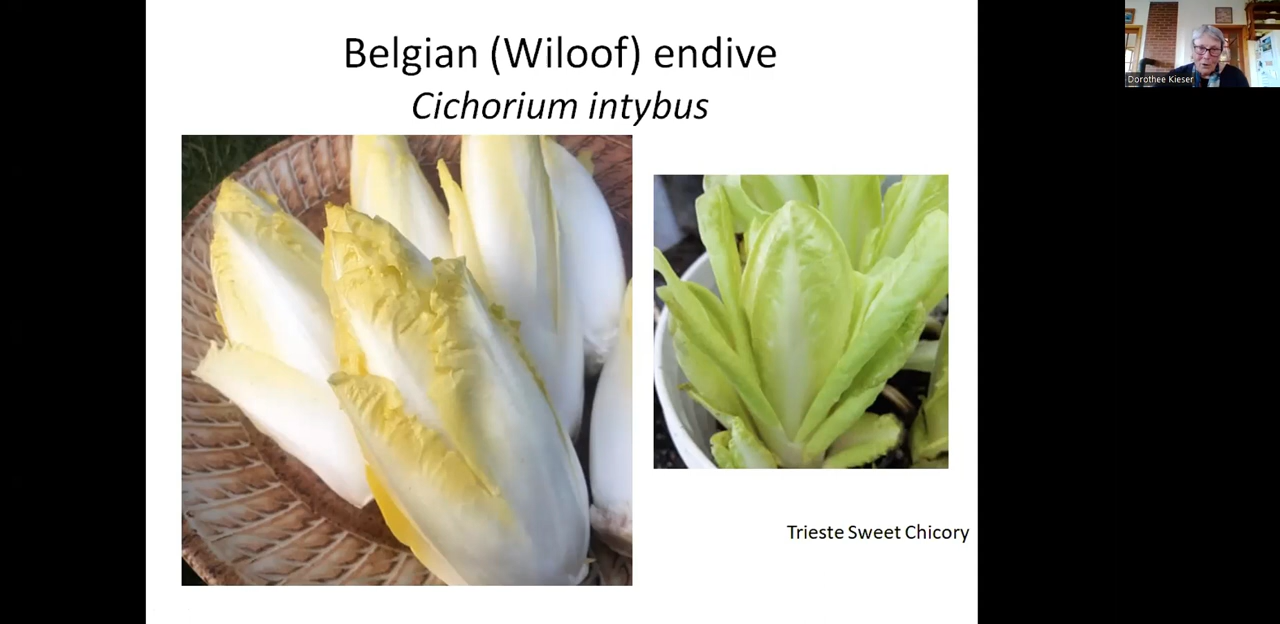 Belgian (Wiloof) endive
Cichorium intybus
Dorothee Kieser
Trieste Sweet Chicory